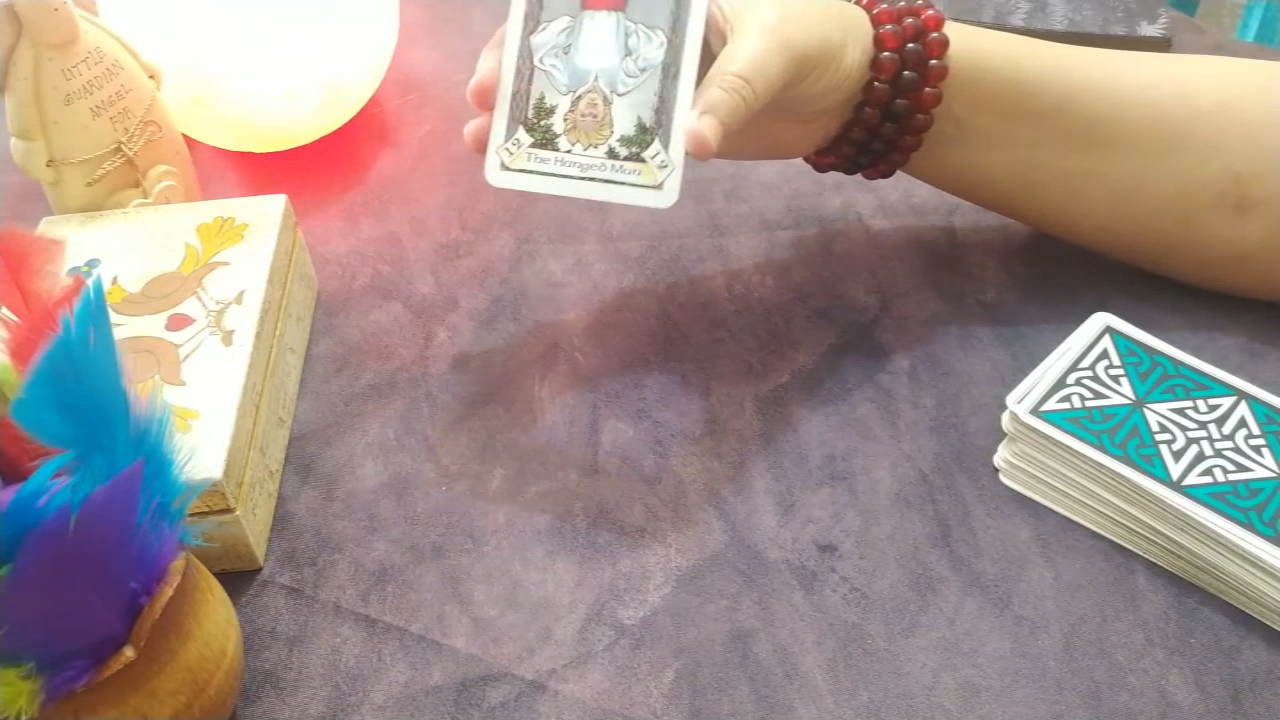 LITTLE
GUARDIAN
ANGEL
FOR
12 The Hanged Man 12